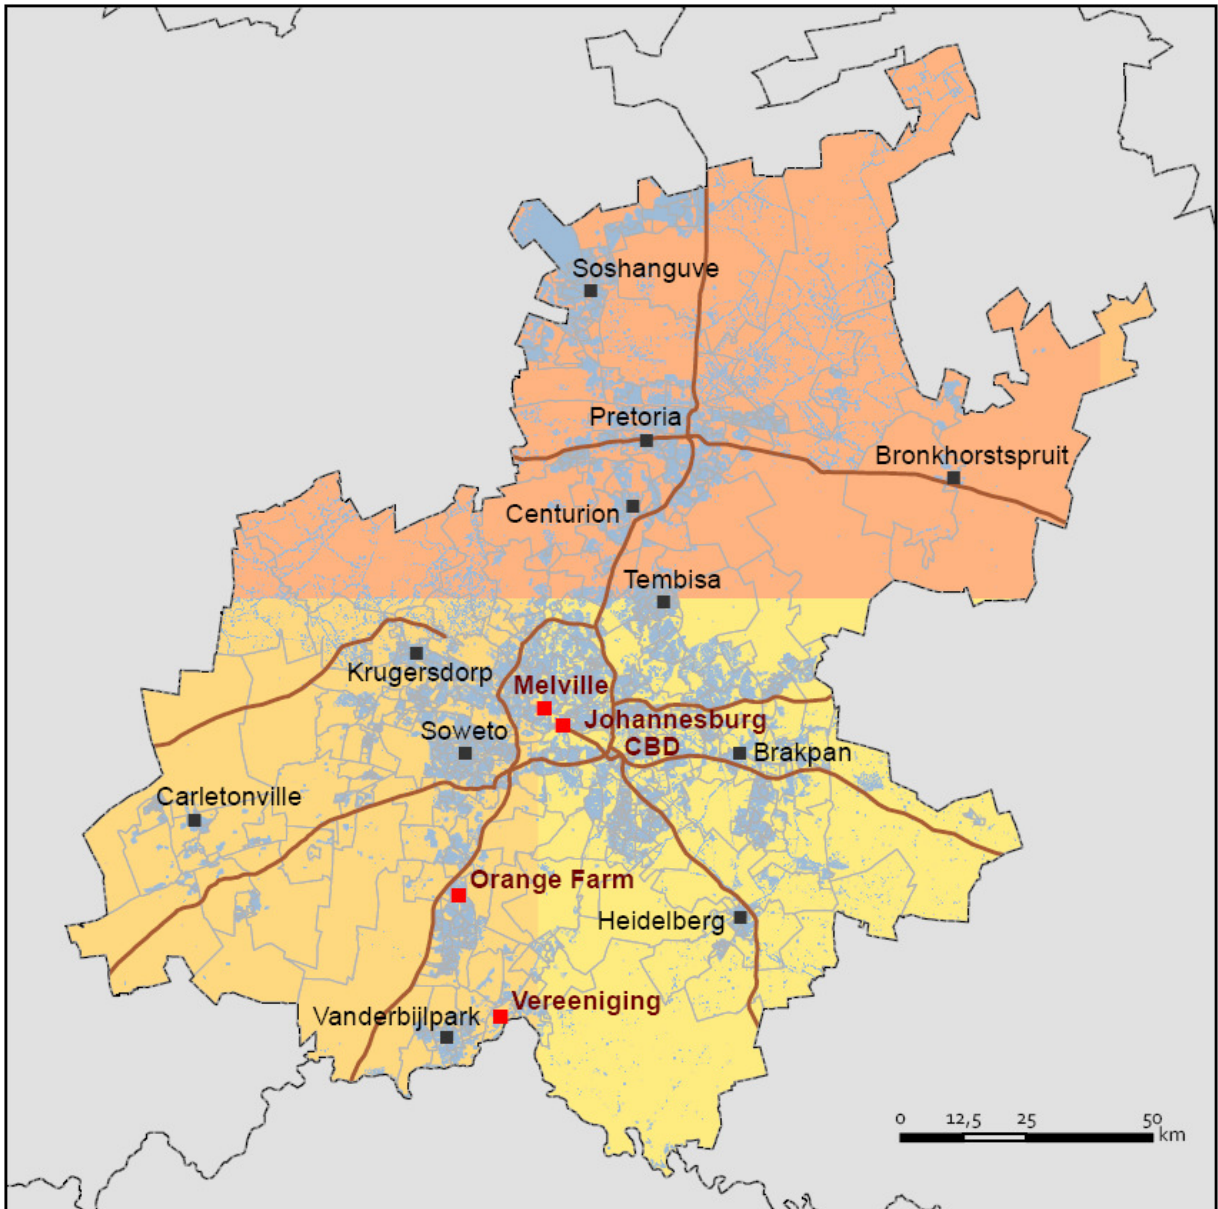 Soshanguve
Pretoria
Bronkhorstspruit
Centurion
Tembisa
Krugersdorp
Melville
Johannesburg
CBD
Soweto
Brakpan
Carletonville
Orange Farm
Heidelberg
Vereeniging
Vanderbijlpark
0 12,5 25 50
km